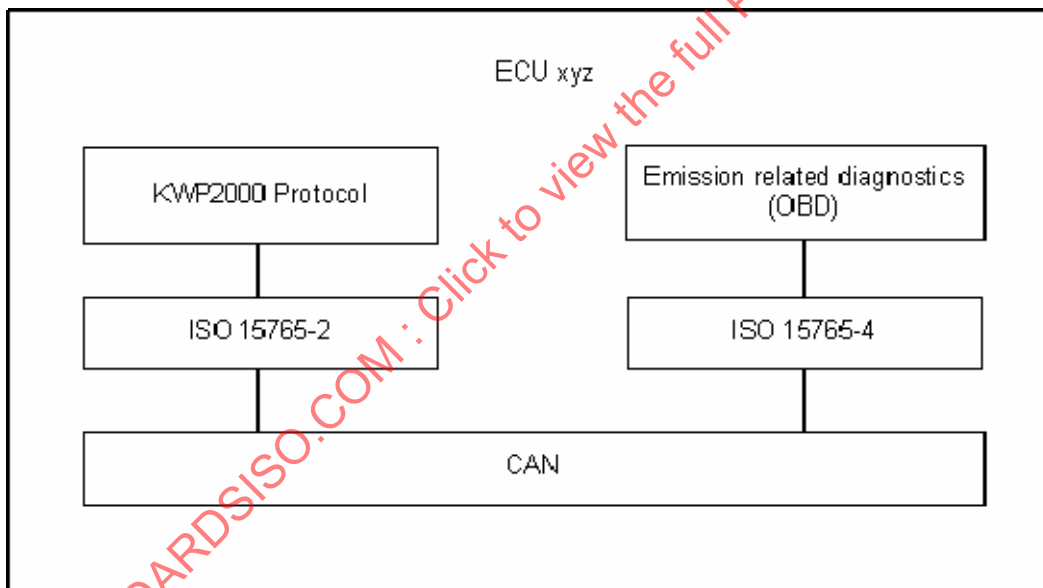 ECU xyz
KWP2000 Protocol
Emission related diagnostics
(OBD)
ISO 15765-2
ISO 15765-4
CAN
ARDSISO.COM : Click to view the full